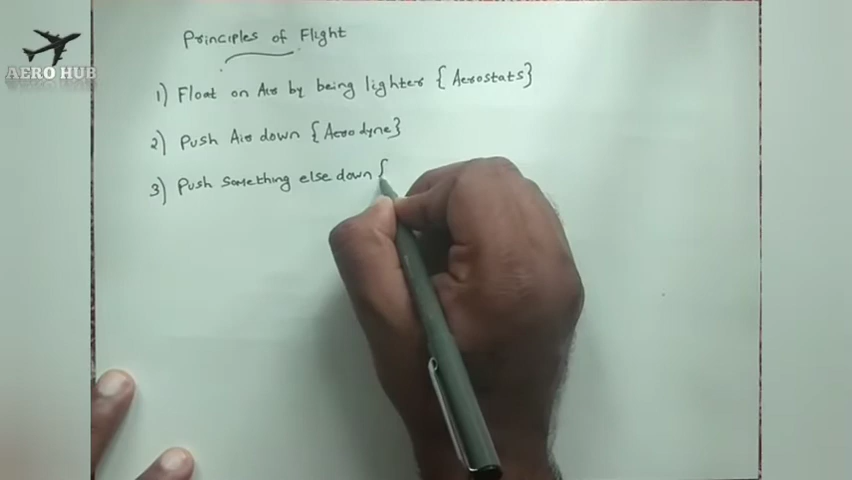 AERO HUB
Principles of Flight
1) Float on Air by being lighter { Aerostats}
2) Push Air down { Aerodyne}
3) Push Something else down {